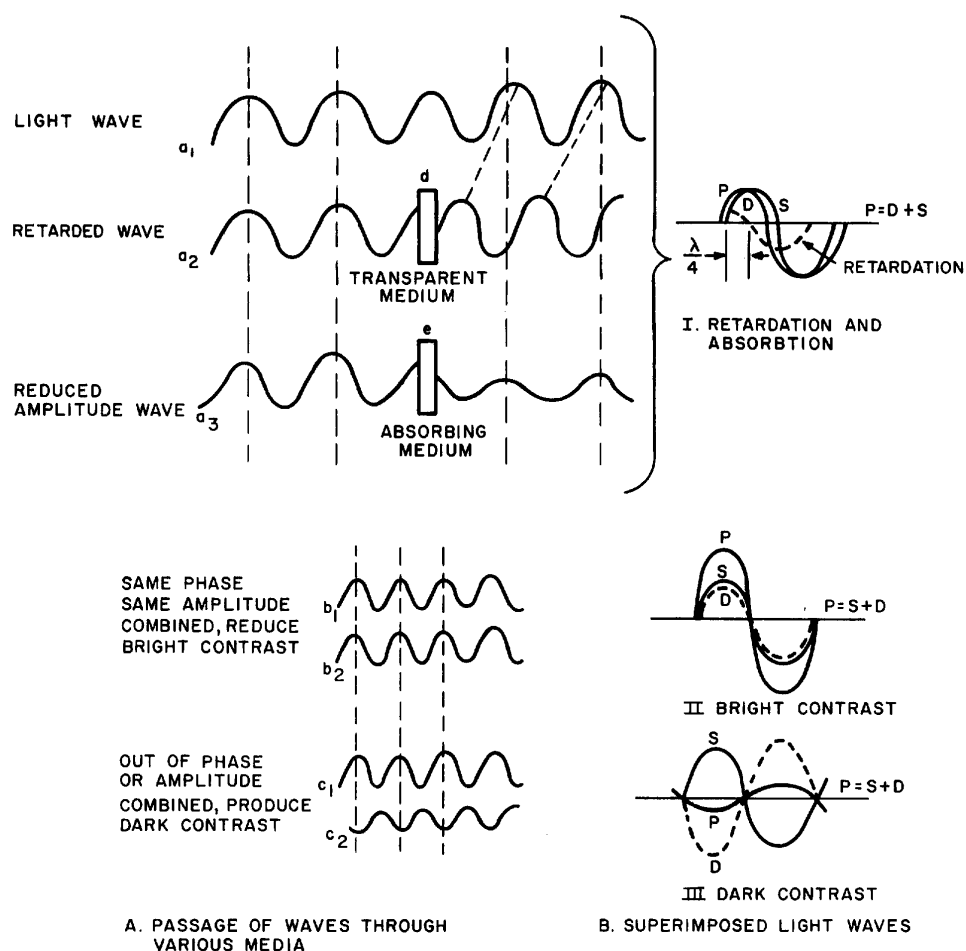 LIGHT WAVE
a1
RETARDED WAVE
a2
d
TRANSPARENT
MEDIUM
REDUCED
AMPLITUDE WAVE
a3
e
ABSORBING
MEDIUM
P
D
S
P=D+S
λ/4
RETARDATION
I. RETARDATION AND
ABSORBTION
SAME PHASE
SAME AMPLITUDE
COMBINED, REDUCE
BRIGHT CONTRAST
b1
b2
P
S
D
P=S+D
II BRIGHT CONTRAST
OUT OF PHASE
OR AMPLITUDE
COMBINED, PRODUCE
DARK CONTRAST
c1
c2
S
P=S+D
P
D
III DARK CONTRAST
A. PASSAGE OF WAVES THROUGH
VARIOUS MEDIA
B. SUPERIMPOSED LIGHT WAVES